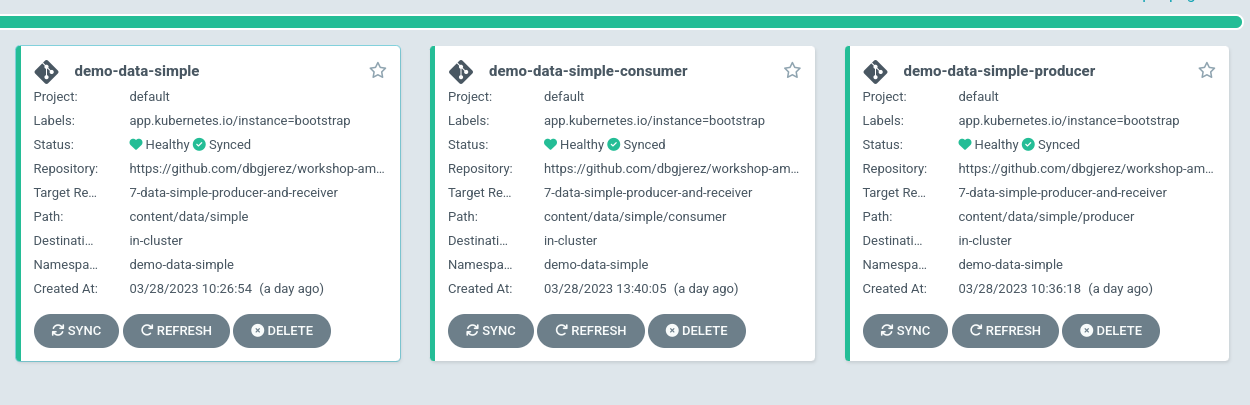 demo-data-simple
Project: default
Labels: app.kubernetes.io/instance=bootstrap
Status: Healthy Synced
Repository: https://github.com/dbgjerez/workshop-am...
Target Re... 7-data-simple-producer-and-receiver
Path: content/data/simple
Destinati... in-cluster
Namespa... demo-data-simple
Created At: 03/28/2023 10:26:54 (a day ago)
SYNC REFRESH DELETE
demo-data-simple-consumer
Project: default
Labels: app.kubernetes.io/instance=bootstrap
Status: Healthy Synced
Repository: https://github.com/dbgjerez/workshop-am...
Target Re... 7-data-simple-producer-and-receiver
Path: content/data/simple/consumer
Destinati... in-cluster
Namespa... demo-data-simple
Created At: 03/28/2023 13:40:05 (a day ago)
SYNC REFRESH DELETE
demo-data-simple-producer
Project: default
Labels: app.kubernetes.io/instance=bootstrap
Status: Healthy Synced
Repository: https://github.com/dbgjerez/workshop-am...
Target Re... 7-data-simple-producer-and-receiver
Path: content/data/simple/producer
Destinati... in-cluster
Namespa... demo-data-simple
Created At: 03/28/2023 10:36:18 (a day ago)
SYNC REFRESH DELETE